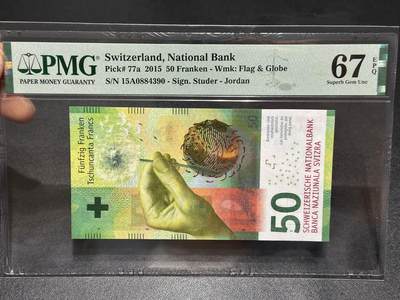 PMG
PAPER MONEY GUARANTY
Switzerland, National Bank
Pick# 77a 2015 50 Franken - Wmk: Flag & Globe
S/N 15A0884390 - Sign. Studer - Jordan
67
EPQ
Superb Gem Unc
Fünfzig Franken
Tschuncanta Francs
50
50
SCHWEIZERISCHE NATIONALBANK
BANCA NAZIUNALA SVIZRA